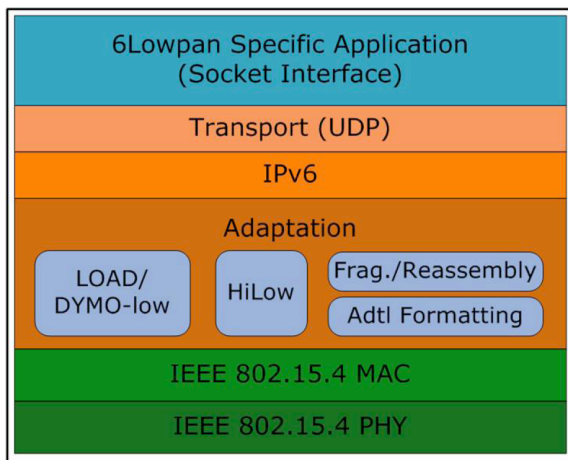 6Lowpan Specific Application
(Socket Interface)
Transport (UDP)
IPv6
Adaptation
LOAD/
DYMO-low
HiLow
Frag./Reassembly
Adtl Formatting
IEEE 802.15.4 MAC
IEEE 802.15.4 PHY